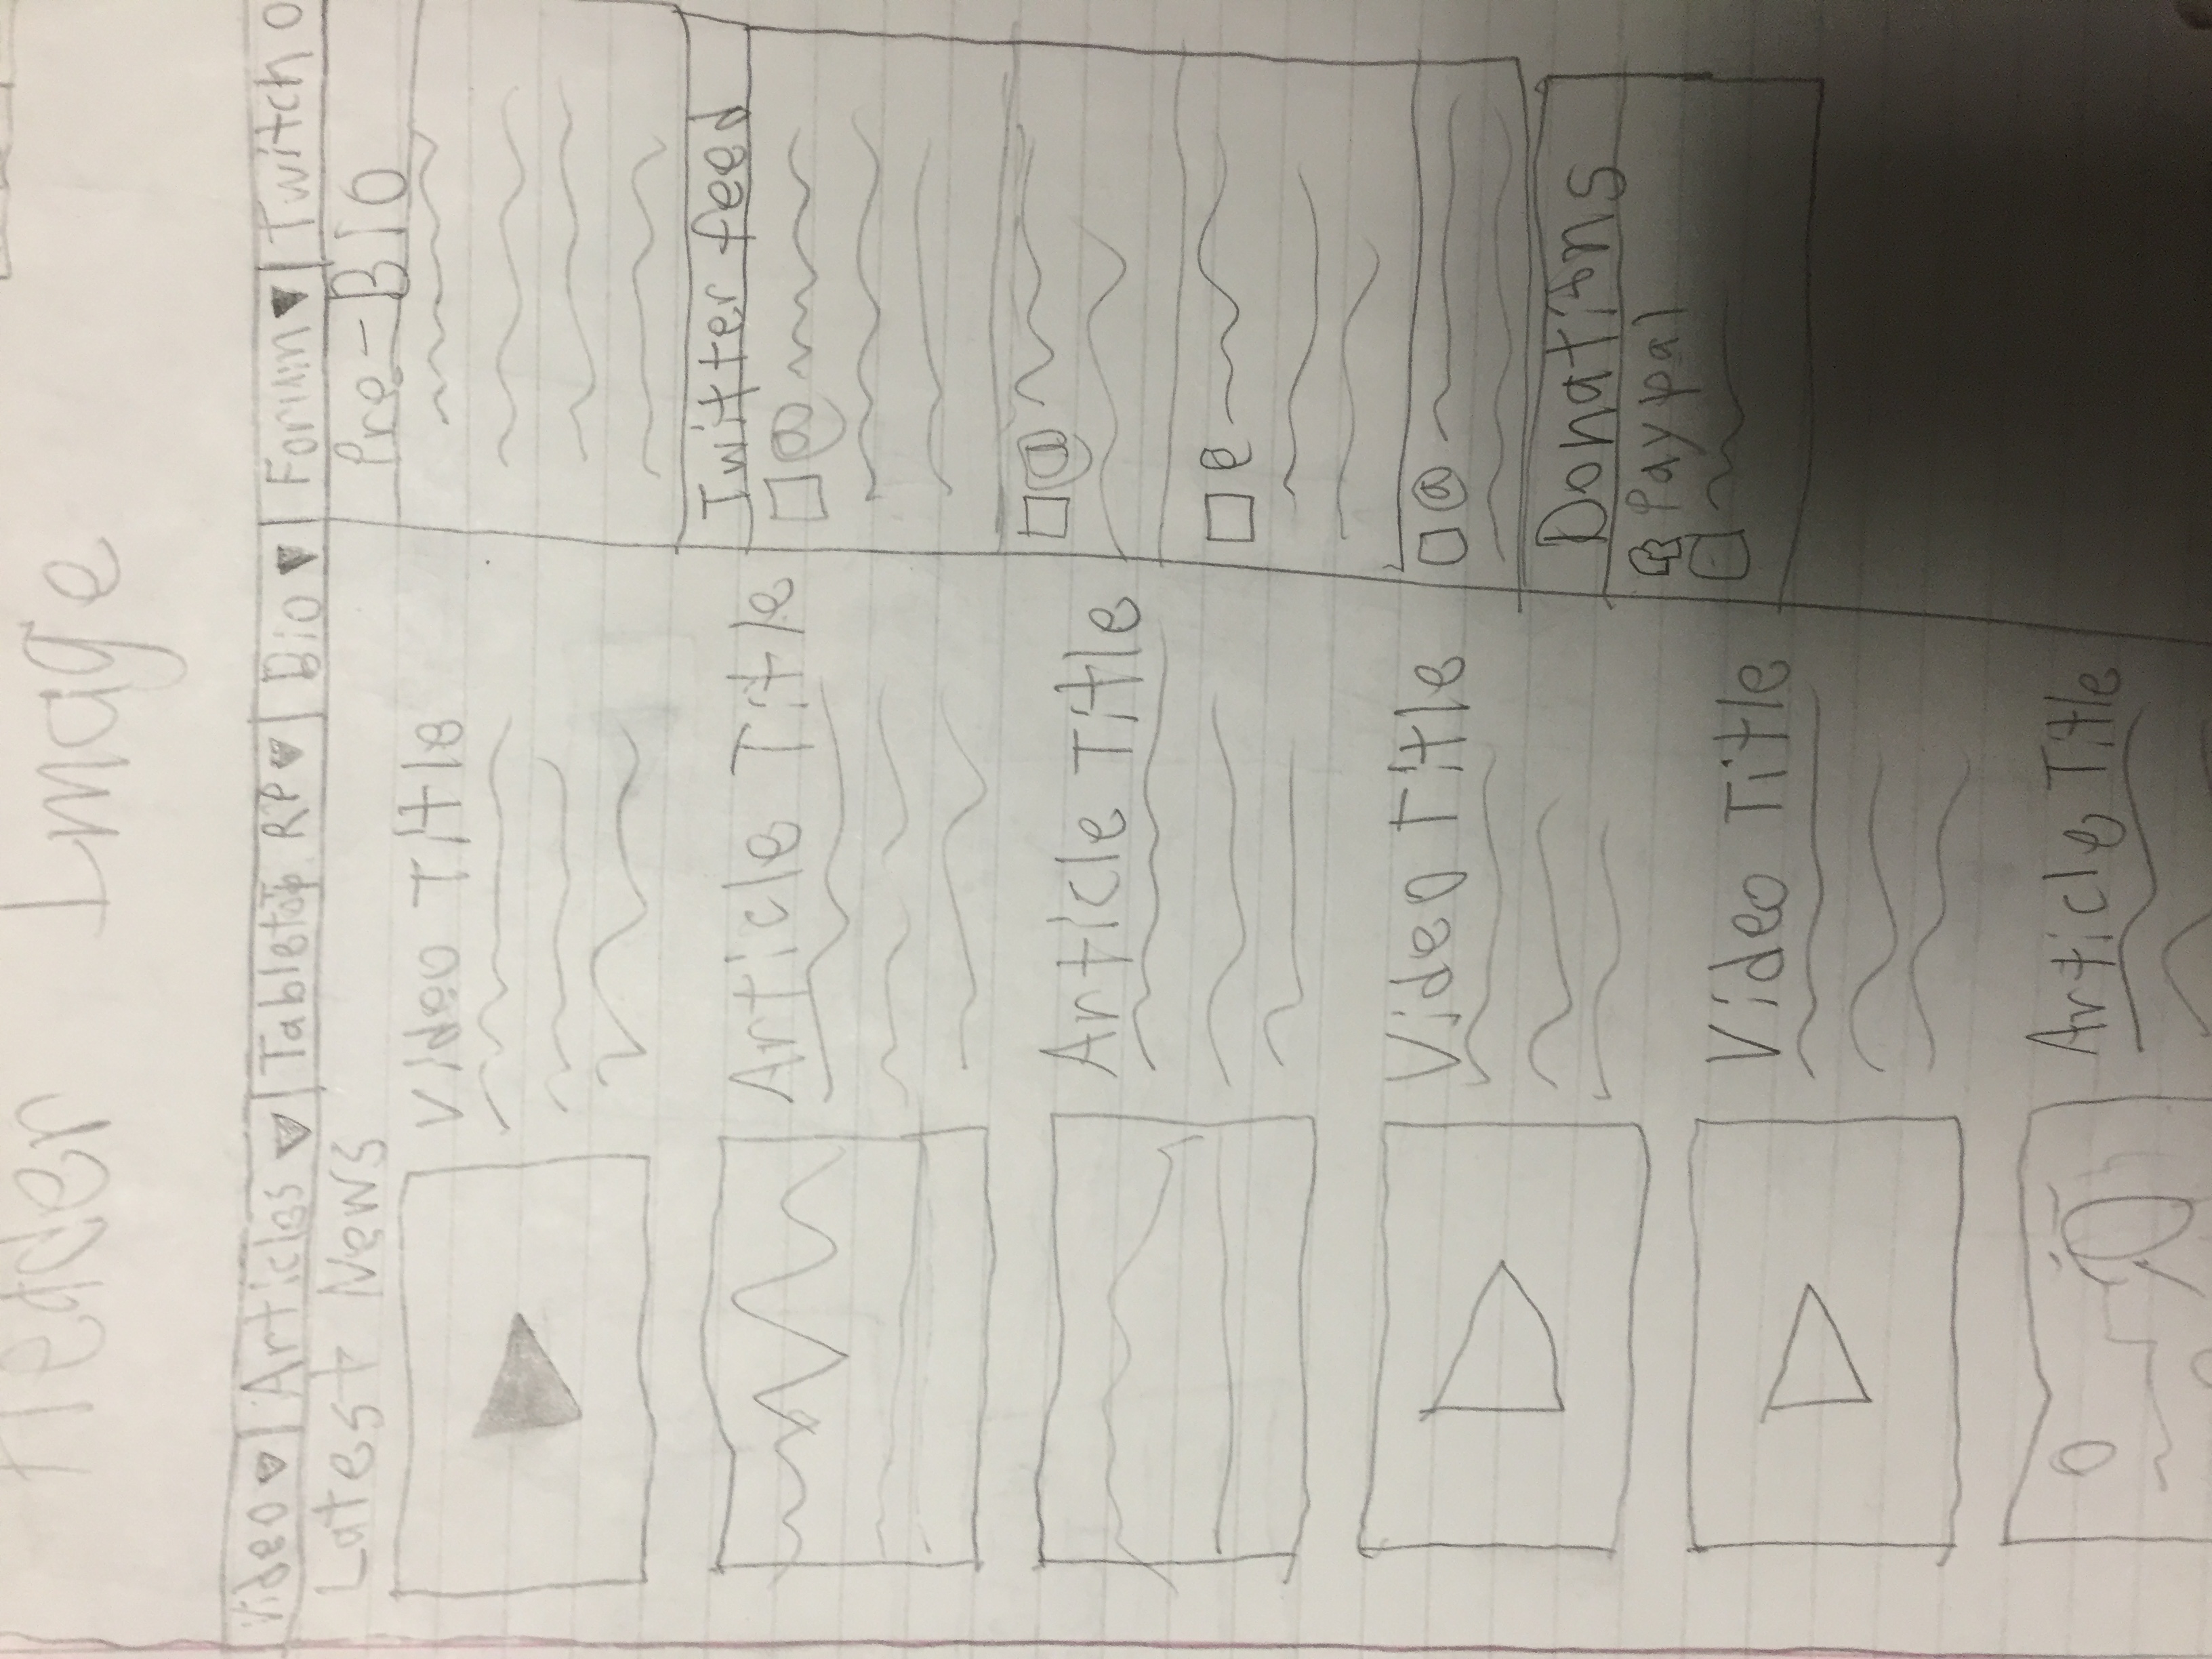 Header Image
Video Articles Tabletop RP Bio Forum Twitch O
Latest News
Video Title
Article Title
Article Title
Video Title
Video Title
Article Title
Pre-BIO
Twitter feed
@
@
@
@
Donations
Paypal